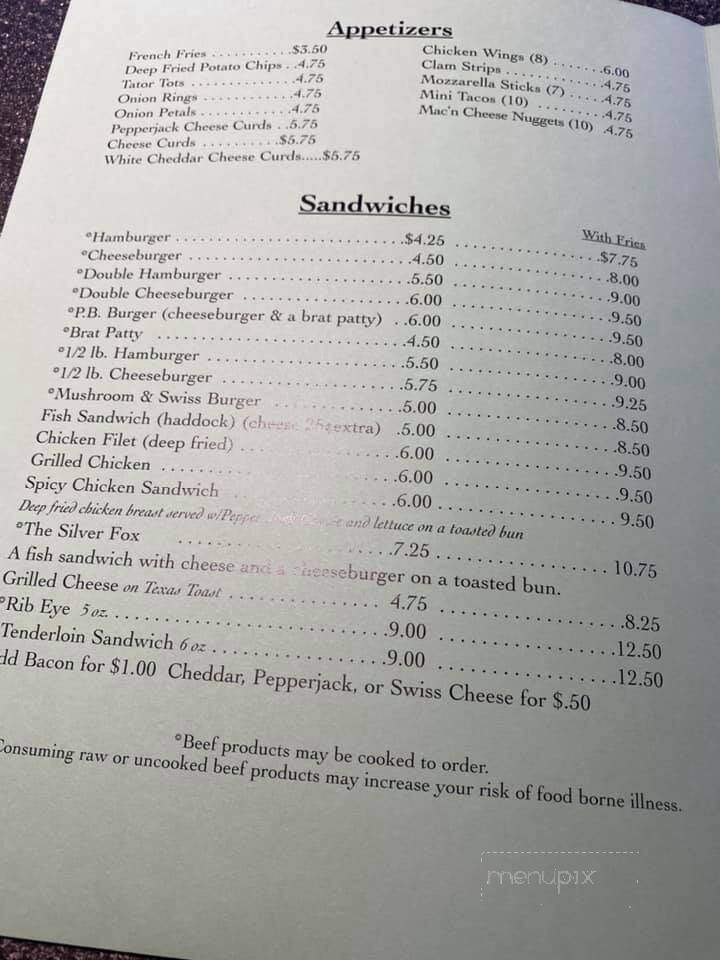 Appetizers
French Fries . . . . . . . . . . .$3.50
Deep Fried Potato Chips . .4.75
Tator Tots . . . . . . . . . . . . . .4.75
Onion Rings . . . . . . . . . . . .4.75
Onion Petals . . . . . . . . . . . .4.75
Pepperjack Cheese Curds . .5.75
Cheese Curds . . . . . . . . . .$5.75
White Cheddar Cheese Curds.....$5.75
Chicken Wings (8) . . . . . . .6.00
Clam Strips . . . . . . . . . . . . .4.75
Mozzarella Sticks (7) . . . . .4.75
Mini Tacos (10) . . . . . . . . .4.75
Mac'n Cheese Nuggets (10) .4.75
Sandwiches
With Fries
°Hamburger . . . . . . . . . . $4.25 . . . . . . . . . . $7.75
°Cheeseburger . . . . . . . . . . 4.50 . . . . . . . . . . 8.00
°Double Hamburger . . . . . . . . . . 5.50 . . . . . . . . . . 9.00
°Double Cheeseburger . . . . . . . . . . 6.00 . . . . . . . . . . 9.50
°P.B. Burger (cheeseburger & a brat patty) . .6.00 . . . . . . . . . . 9.50
°Brat Patty . . . . . . . . . . 4.50 . . . . . . . . . . 8.00
°1/2 lb. Hamburger . . . . . . . . . . 5.50 . . . . . . . . . . 9.00
°1/2 lb. Cheeseburger . . . . . . . . . . 5.75 . . . . . . . . . . 9.25
°Mushroom & Swiss Burger . . . . . . . . . . 5.00 . . . . . . . . . . 8.50
Fish Sandwich (haddock) (cheese 25¢extra) .5.00 . . . . . . . . . . 8.50
Chicken Filet (deep fried) . . . . . . . . . . 6.00 . . . . . . . . . . 9.50
Grilled Chicken . . . . . . . . . . 6.00 . . . . . . . . . . 9.50
Spicy Chicken Sandwich . . . . . . . . . . 6.00 . . . . . . . . . . 9.50
Deep fried chicken breast served w/Pepper and lettuce on a toasted bun
°The Silver Fox . . . . . . . . . . 7.25 . . . . . . . . . . 10.75
A fish sandwich with cheese and a cheeseburger on a toasted bun.
Grilled Cheese on Texas Toast . . . . . . . . . . 4.75 . . . . . . . . . . 8.25
°Rib Eye 5 oz. . . . . . . . . . . 9.00 . . . . . . . . . . 12.50
Tenderloin Sandwich 6 oz . . . . . . . . . . 9.00 . . . . . . . . . . 12.50
dd Bacon for $1.00 Cheddar, Pepperjack, or Swiss Cheese for $.50
°Beef products may be cooked to order.
Consuming raw or uncooked beef products may increase your risk of food borne illness.
menupix